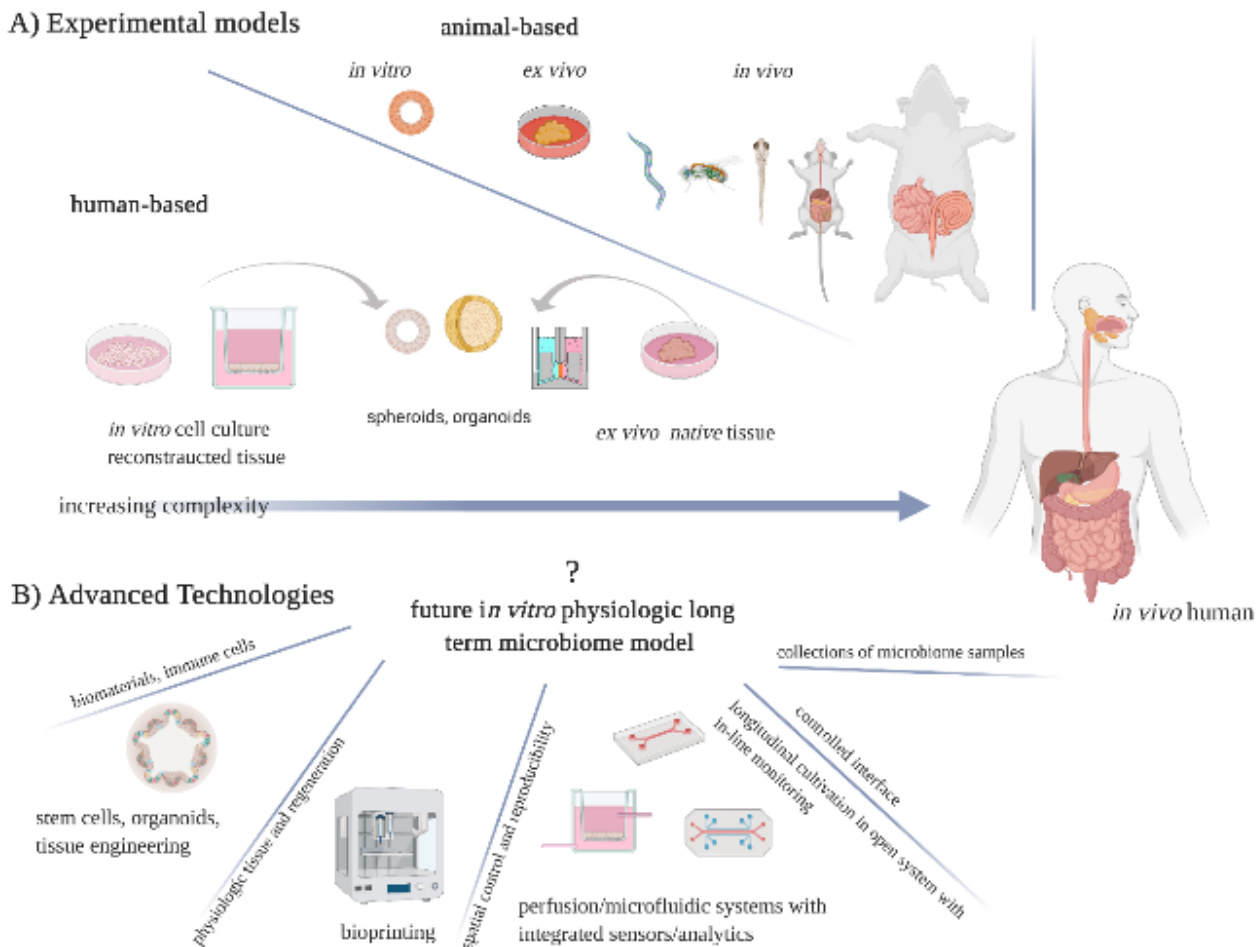 A) Experimental models
animal-based
in vitro
ex vivo
in vivo
human-based
in vitro cell culture
reconstraucted tissue
spheroids, organoids
ex vivo native tissue
increasing complexity
in vivo human
B) Advanced Technologies
?
future in vitro physiologic long
term microbiome model
biomaterials, immune cells
stem cells, organoids,
tissue engineering
physiologic tissue and regeneration
bioprinting
spatial control and reproducibility
perfusion/microfluidic systems with
integrated sensors/analytics
controlled interface
longitudinal cultivation in open system with
in-line monitoring
collections of microbiome samples